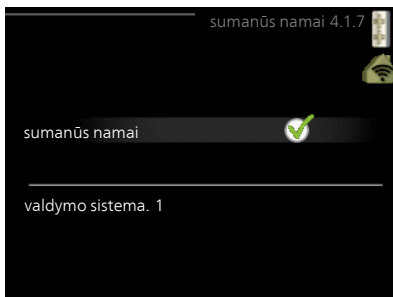 sumanūs namai 4.1.7
sumanūs namai
valdymo sistema. 1